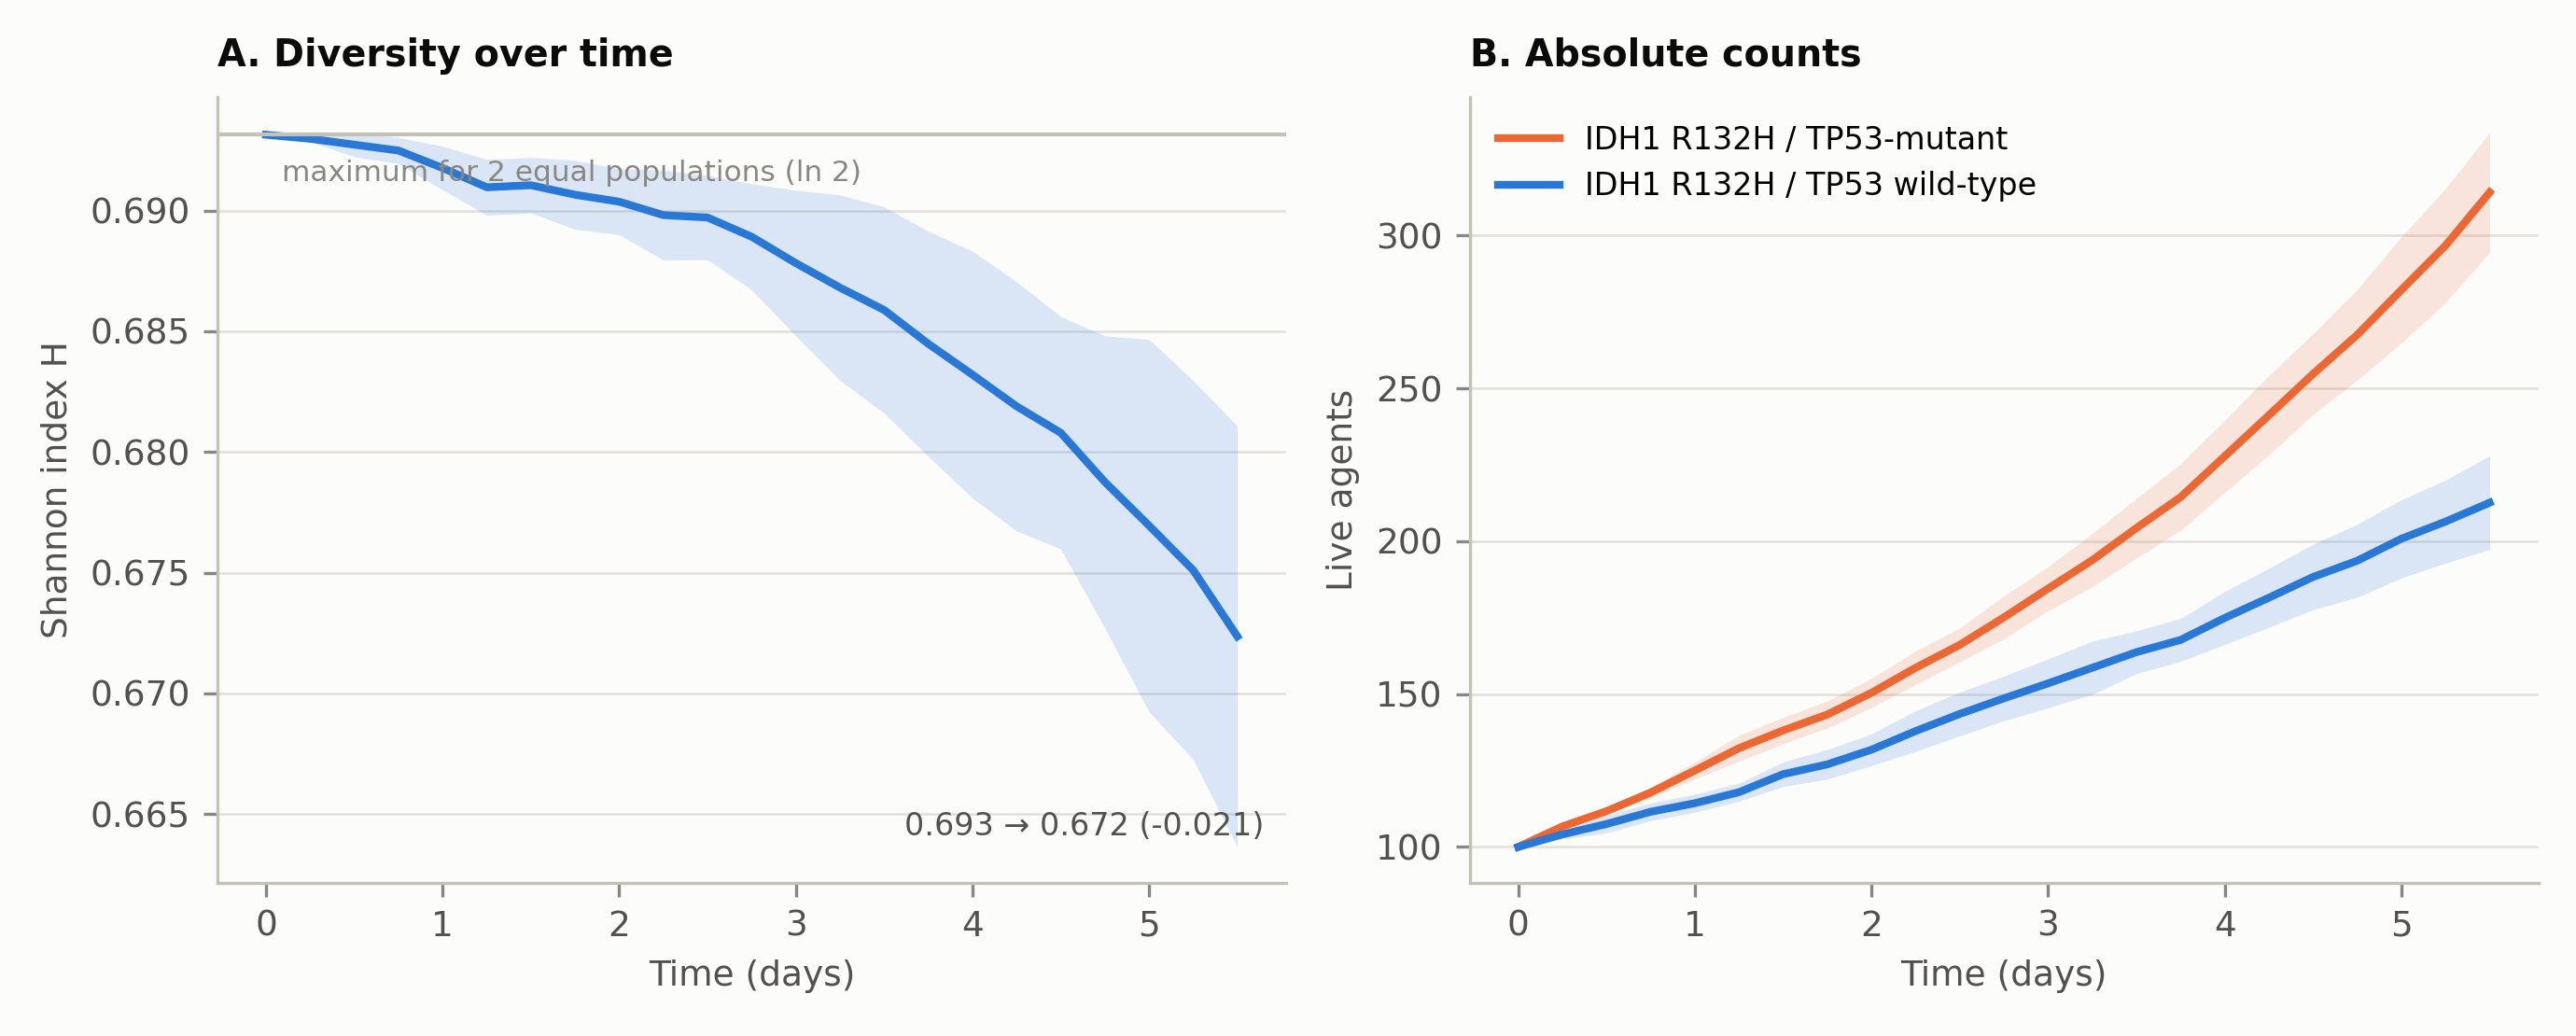 A. Diversity over time
maximum for 2 equal populations (ln 2)
0.690
0.685
0.680
0.675
0.670
0.665
Shannon index H
0.693 → 0.672 (-0.021)
0 1 2 3 4 5
Time (days)
B. Absolute counts
IDH1 R132H / TP53-mutant
IDH1 R132H / TP53 wild-type
300
250
200
150
100
Live agents
0 1 2 3 4 5
Time (days)